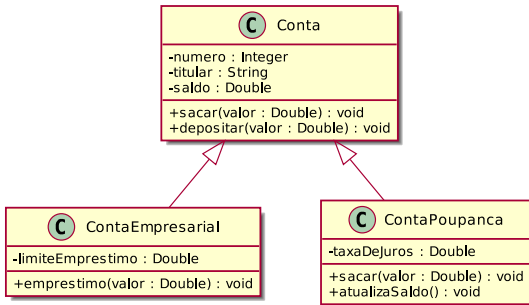 C Conta
-numero : Integer
-titular : String
-saldo : Double
+sacar(valor : Double) : void
+depositar(valor : Double) : void
C ContaEmpresarial
-limiteEmprestimo : Double
+emprestimo(valor : Double) : void
C ContaPoupanca
-taxaDeJuros : Double
+sacar(valor : Double) : void
+atualizaSaldo() : void